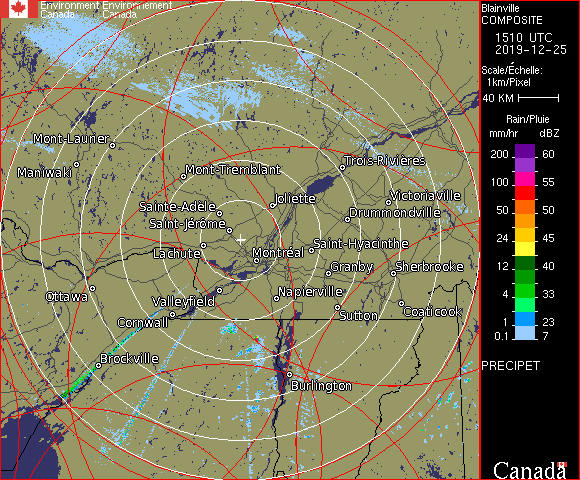 Environment Environnement
Canada Canada
Mont-Laurier
Maniwaki
Mont-Tremblant
Trois-Rivières
Joliette
Victoriaville
Sainte-Adèle
Drummondville
Saint-Jérôme
Saint-Hyacinthe
Lachute
Montréal
Granby
Sherbrooke
Ottawa
Valleyfield
Napierville
Coaticook
Cornwall
Sutton
Brockville
Burlington
Blainville
COMPOSITE
1510 UTC
2019-12-25
Scale/Échelle:
1km/Pixel
40 KM
Rain/Pluie
mm/hr dBZ
200 60
100 55
50 50
24 45
12 40
4 33
1 23
0.1 7
PRECIPET
Canada